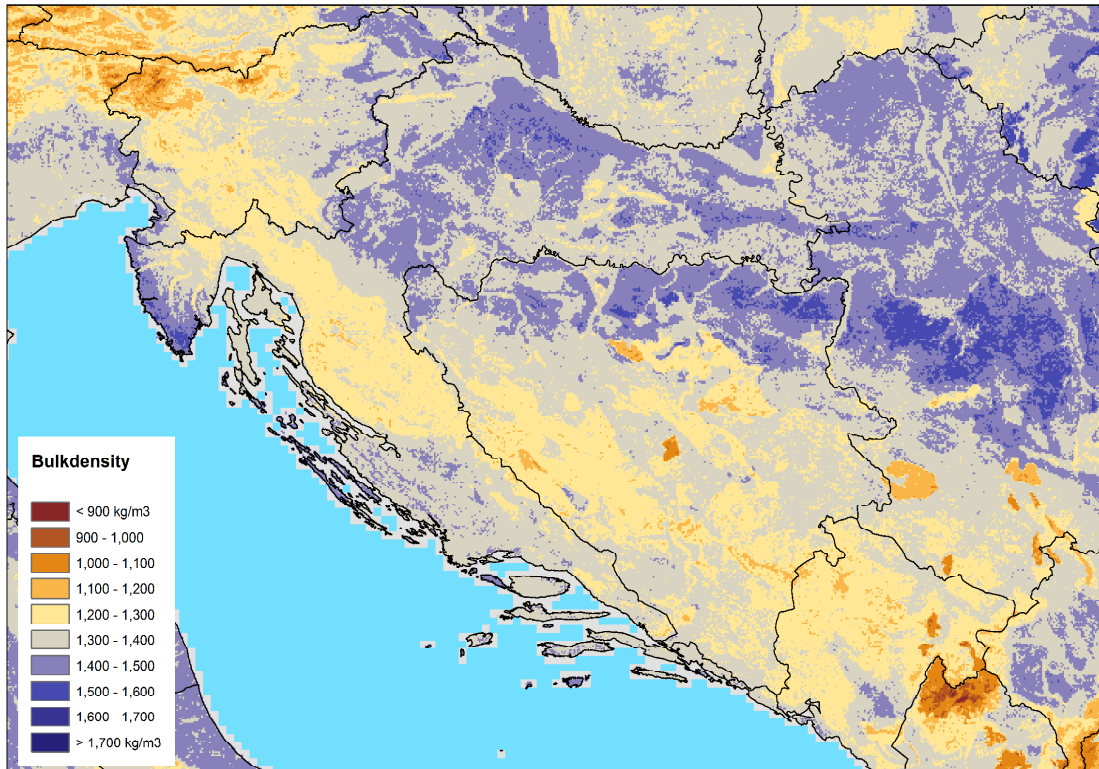 Bulkdensity
< 900 kg/m3
900 - 1,000
1,000 - 1,100
1,100 - 1,200
1,200 - 1,300
1,300 - 1,400
1,400 - 1,500
1,500 - 1,600
1,600 1,700
> 1,700 kg/m3